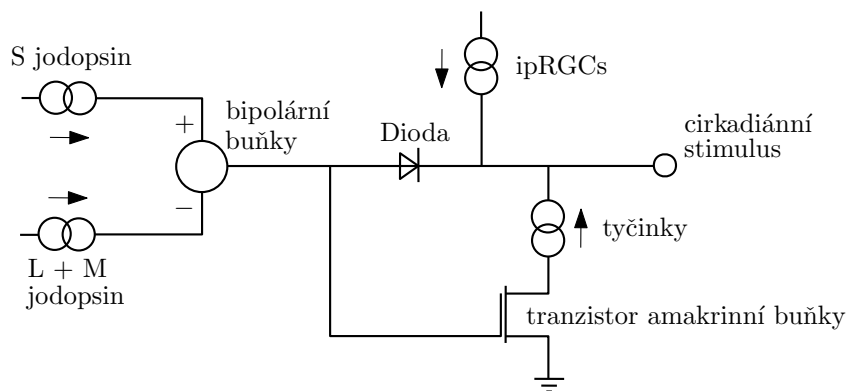 S jodopsin
ipRGCs
bipolární
buňky
+
Dioda
cirkadiánní
stimulus
−
tyčinky
L + M
jodopsin
tranzistor amakrinní buňky